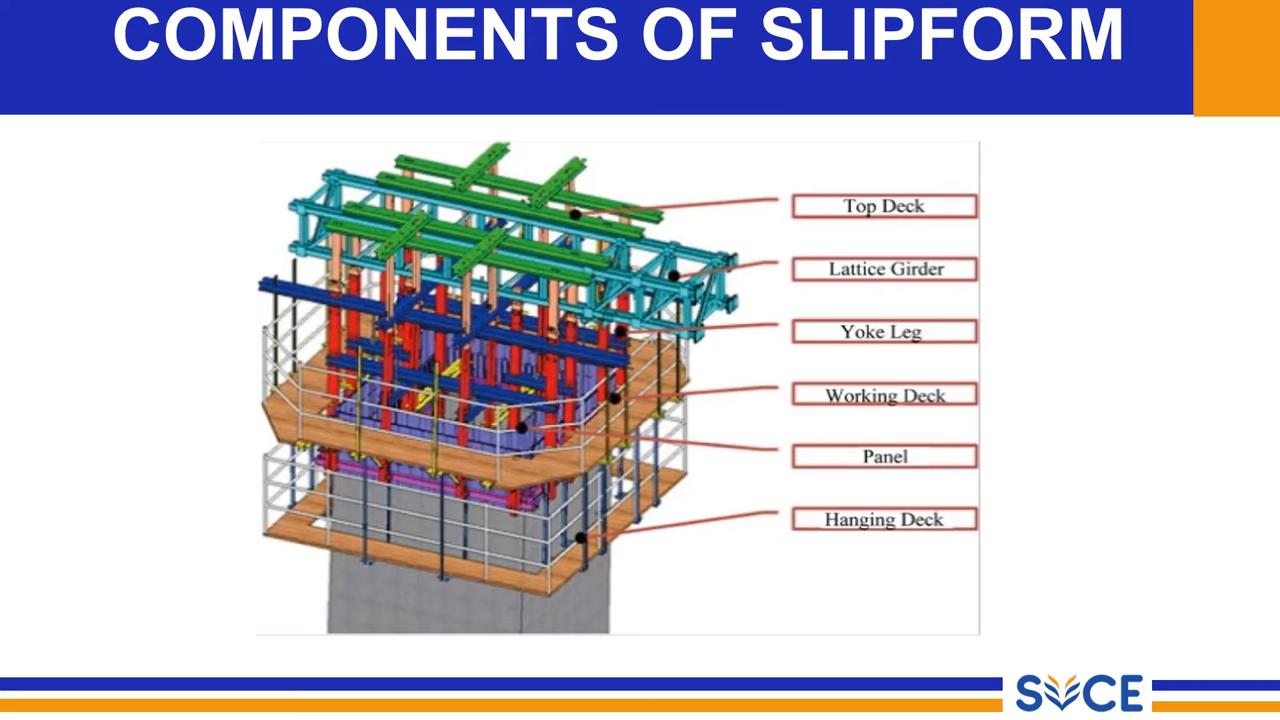 COMPONENTS OF SLIPFORM
Top Deck
Lattice Girder
Yoke Leg
Working Deck
Panel
Hanging Deck
SVCE